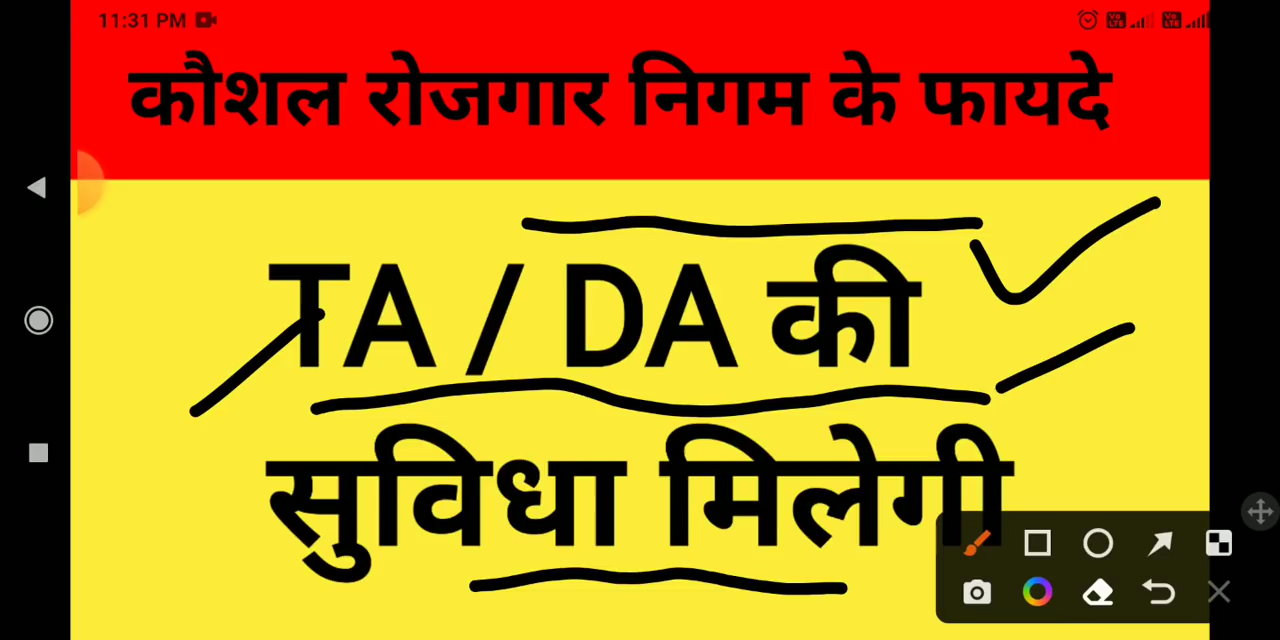 11:31 PM
कौशल रोजगार निगम के फायदे
TA / DA की
सुविधा मिलेगी